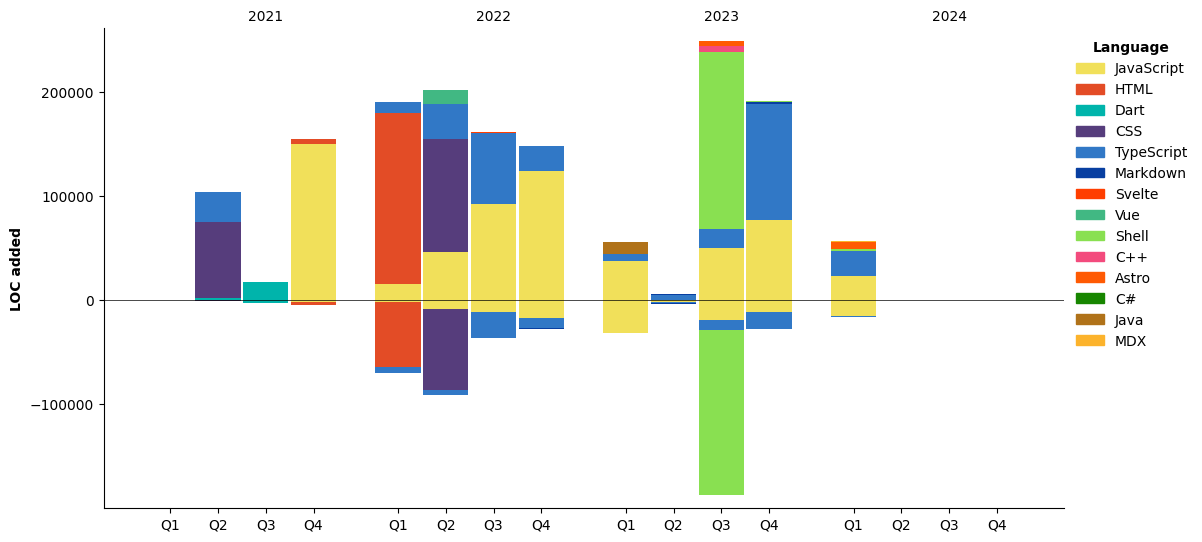 2021 2022 2023 2024
LOC added
200000
100000
0
−100000
Q1 Q2 Q3 Q4 Q1 Q2 Q3 Q4 Q1 Q2 Q3 Q4 Q1 Q2 Q3 Q4
Language
JavaScript
HTML
Dart
CSS
TypeScript
Markdown
Svelte
Vue
Shell
C++
Astro
C#
Java
MDX